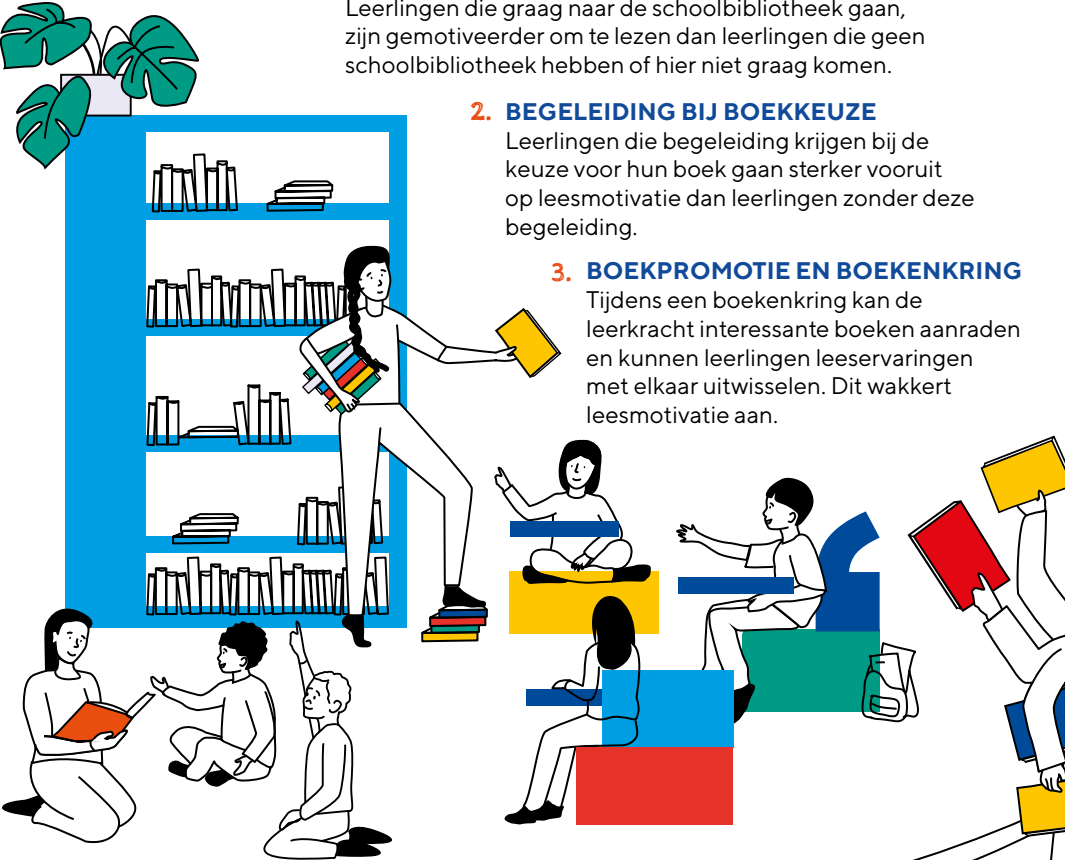 Leerlingen die graag naar de schoolbibliotheek gaan,
zijn gemotiveerder om te lezen dan leerlingen die geen
schoolbibliotheek hebben of hier niet graag komen.
2. BEGELEIDING BIJ BOEKKEUZE
Leerlingen die begeleiding krijgen bij de
keuze voor hun boek gaan sterker vooruit
op leesmotivatie dan leerlingen zonder deze
begeleiding.
3. BOEKPROMOTIE EN BOEKENKRING
Tijdens een boekenkring kan de
leerkracht interessante boeken aanraden
en kunnen leerlingen leeservaringen
met elkaar uitwisselen. Dit wakkert
leesmotivatie aan.